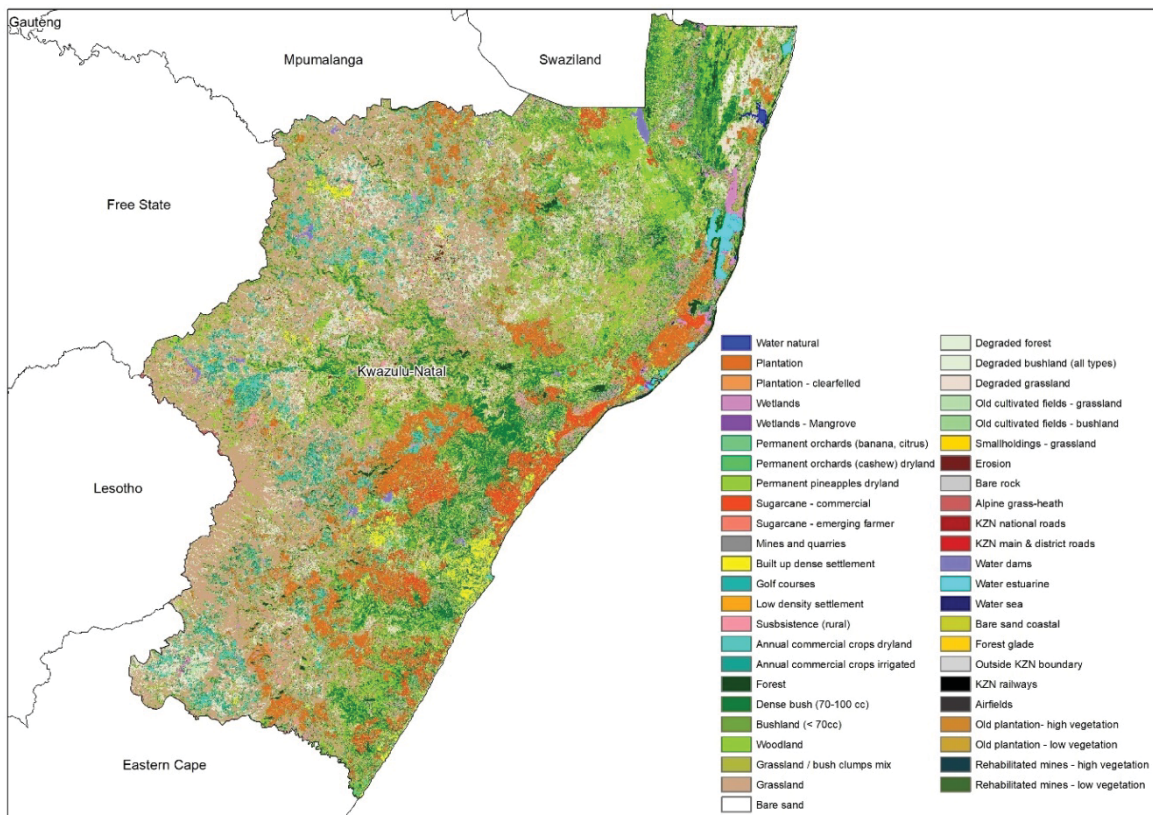 Gauteng
Mpumalanga
Swaziland
Free State
Kwazulu-Natal
Lesotho
Eastern Cape
Water natural
Plantation
Plantation - clearfelled
Wetlands
Wetlands - Mangrove
Permanent orchards (banana, citrus)
Permanent orchards (cashew) dryland
Permanent pineapples dryland
Sugarcane - commercial
Sugarcane - emerging farmer
Mines and quarries
Built up dense settlement
Golf courses
Low density settlement
Susbsistence (rural)
Annual commercial crops dryland
Annual commercial crops irrigated
Forest
Dense bush (70-100 cc)
Bushland (< 70cc)
Woodland
Grassland / bush clumps mix
Grassland
Bare sand
Degraded forest
Degraded bushland (all types)
Degraded grassland
Old cultivated fields - grassland
Old cultivated fields - bushland
Smallholdings - grassland
Erosion
Bare rock
Alpine grass-heath
KZN national roads
KZN main & district roads
Water dams
Water estuarine
Water sea
Bare sand coastal
Forest glade
Outside KZN boundary
KZN railways
Airfields
Old plantation- high vegetation
Old plantation - low vegetation
Rehabilitated mines - high vegetation
Rehabilitated mines - low vegetation